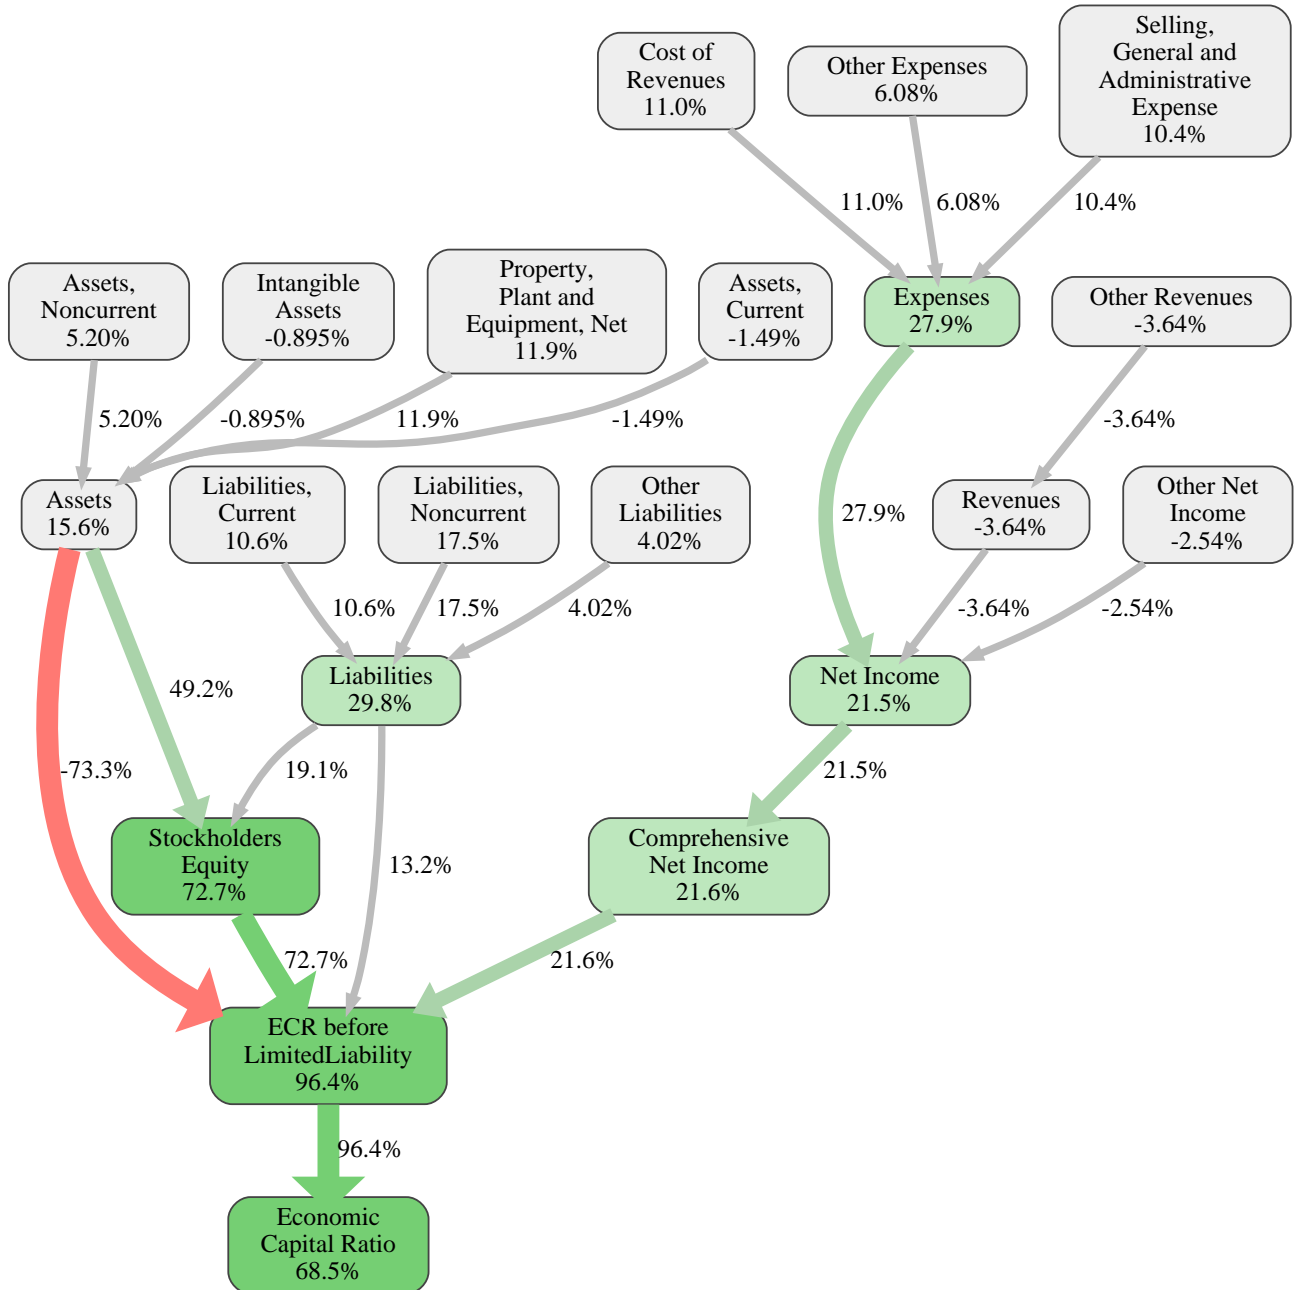 Cost of
Revenues
11.0%
Other Expenses
6.08%
Selling,
General and
Administrative
Expense
10.4%
11.0%
6.08%
10.4%
Assets,
Noncurrent
5.20%
Intangible
Assets
-0.895%
Property,
Plant and
Equipment, Net
11.9%
Assets,
Current
-1.49%
Expenses
27.9%
Other Revenues
-3.64%
5.20%
-0.895%
11.9%
-1.49%
-3.64%
Assets
15.6%
Liabilities,
Current
10.6%
Liabilities,
Noncurrent
17.5%
Other
Liabilities
4.02%
27.9%
Revenues
-3.64%
Other Net
Income
-2.54%
10.6%
17.5%
4.02%
-3.64%
-2.54%
49.2%
Liabilities
29.8%
Net Income
21.5%
-73.3%
19.1%
21.5%
Stockholders
Equity
72.7%
13.2%
Comprehensive
Net Income
21.6%
72.7%
21.6%
ECR before
LimitedLiability
96.4%
96.4%
Economic
Capital Ratio
68.5%